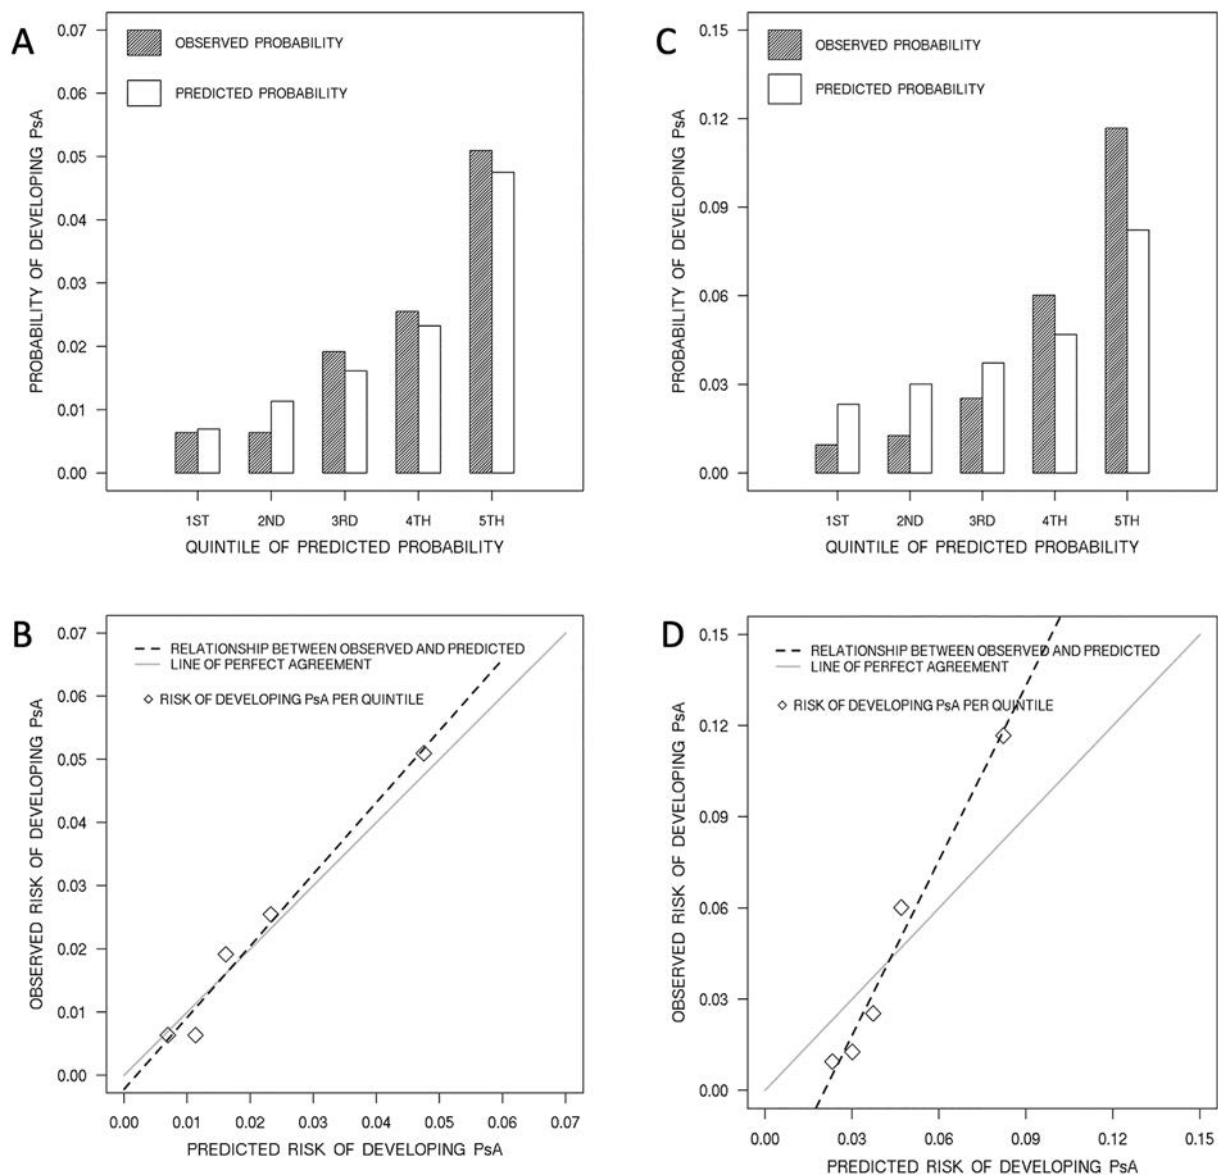 A
0.07
0.06
0.05
0.04
0.03
0.02
0.01
0.00
PROBABILITY OF DEVELOPING PsA
OBSERVED PROBABILITY
PREDICTED PROBABILITY
1ST 2ND 3RD 4TH 5TH
QUINTILE OF PREDICTED PROBABILITY
C
0.15
0.12
0.09
0.06
0.03
0.00
PROBABILITY OF DEVELOPING PsA
OBSERVED PROBABILITY
PREDICTED PROBABILITY
1ST 2ND 3RD 4TH 5TH
QUINTILE OF PREDICTED PROBABILITY
B
0.07
0.06
0.05
0.04
0.03
0.02
0.01
0.00
OBSERVED RISK OF DEVELOPING PsA
RELATIONSHIP BETWEEN OBSERVED AND PREDICTED
LINE OF PERFECT AGREEMENT
RISK OF DEVELOPING PsA PER QUINTILE
0.00 0.01 0.02 0.03 0.04 0.05 0.06 0.07
PREDICTED RISK OF DEVELOPING PsA
D
0.15
0.12
0.09
0.06
0.03
0.00
OBSERVED RISK OF DEVELOPING PsA
RELATIONSHIP BETWEEN OBSERVED AND PREDICTED
LINE OF PERFECT AGREEMENT
RISK OF DEVELOPING PsA PER QUINTILE
0.00 0.03 0.06 0.09 0.12 0.15
PREDICTED RISK OF DEVELOPING PsA